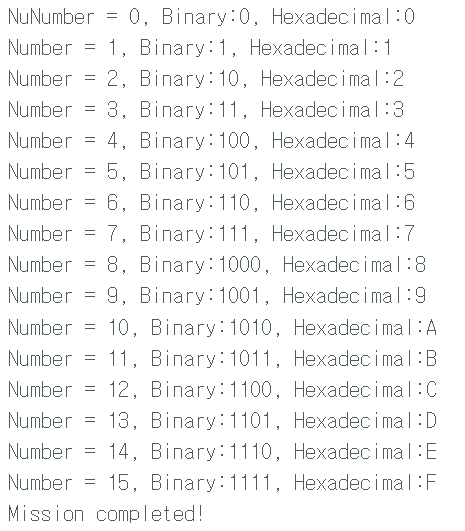 NuNumber = 0, Binary:0, Hexadecimal:0
Number = 1, Binary:1, Hexadecimal:1
Number = 2, Binary:10, Hexadecimal:2
Number = 3, Binary:11, Hexadecimal:3
Number = 4, Binary:100, Hexadecimal:4
Number = 5, Binary:101, Hexadecimal:5
Number = 6, Binary:110, Hexadecimal:6
Number = 7, Binary:111, Hexadecimal:7
Number = 8, Binary:1000, Hexadecimal:8
Number = 9, Binary:1001, Hexadecimal:9
Number = 10, Binary:1010, Hexadecimal:A
Number = 11, Binary:1011, Hexadecimal:B
Number = 12, Binary:1100, Hexadecimal:C
Number = 13, Binary:1101, Hexadecimal:D
Number = 14, Binary:1110, Hexadecimal:E
Number = 15, Binary:1111, Hexadecimal:F
Mission completed!